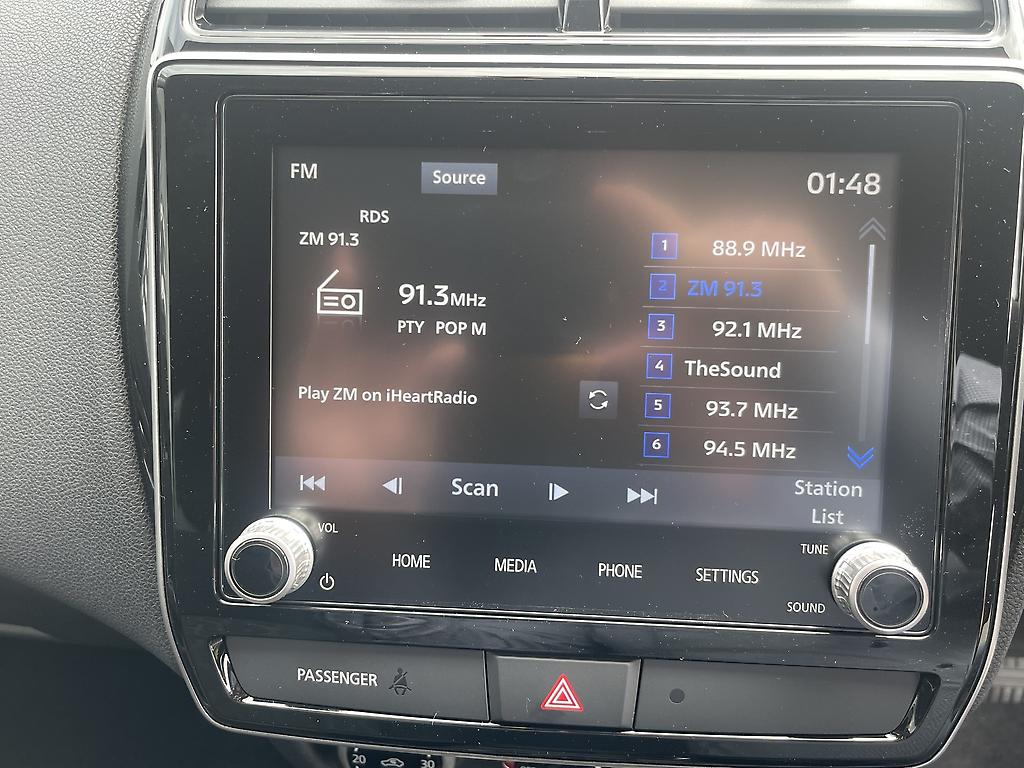 FM
Source
01:48
RDS
ZM 91.3
91.3MHz
PTY POP M
Play ZM on iHeartRadio
1 88.9 MHz
2 ZM 91.3
3 92.1 MHz
4 TheSound
5 93.7 MHz
6 94.5 MHz
Scan
Station
List
VOL
HOME
MEDIA
PHONE
SETTINGS
TUNE
SOUND
PASSENGER
20
30